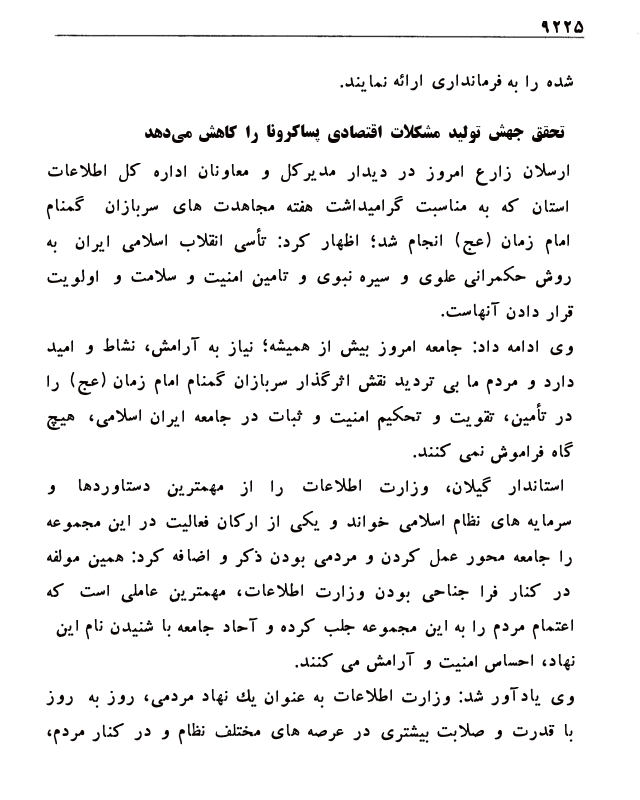 ۹۲۲۵
شده را به فرمانداری ارائه نمایند.
تحقق جهش تولید مشکلات اقتصادی پساکرونا را کاهش می‌دهد
ارسلان زارع امروز در دیدار مدیرکل و معاونان اداره کل اطلاعات
استان که به مناسبت گرامیداشت هفته مجاهدت های سربازان گمنام
امام زمان (عج) انجام شد؛ اظهار کرد: تأسی انقلاب اسلامی ایران به
روش حکمرانی علوی و سیره نبوی و تامین امنیت و سلامت و اولویت
قرار دادن آنهاست.
وی ادامه داد: جامعه امروز بیش از همیشه؛ نیاز به آرامش، نشاط و امید
دارد و مردم ما بی تردید نقش اثرگذار سربازان گمنام امام زمان (عج) را
در تأمین، تقویت و تحکیم امنیت و ثبات در جامعه ایران اسلامی، هیچ
گاه فراموش نمی کنند.
استاندار گیلان، وزارت اطلاعات را از مهمترین دستاوردها و
سرمایه های نظام اسلامی خواند و یکی از ارکان فعالیت در این مجموعه
را جامعه محور عمل کردن و مردمی بودن ذکر و اضافه کرد: همین مولفه
در کنار فرا جناحی بودن وزارت اطلاعات، مهمترین عاملی است که
اعتمام مردم را به این مجموعه جلب کرده و آحاد جامعه با شنیدن نام این
نهاد، احساس امنیت و آرامش می کنند.
وی یادآور شد: وزارت اطلاعات به عنوان یك نهاد مردمی، روز به روز
با قدرت و صلابت بیشتری در عرصه های مختلف نظام و در کنار مردم،